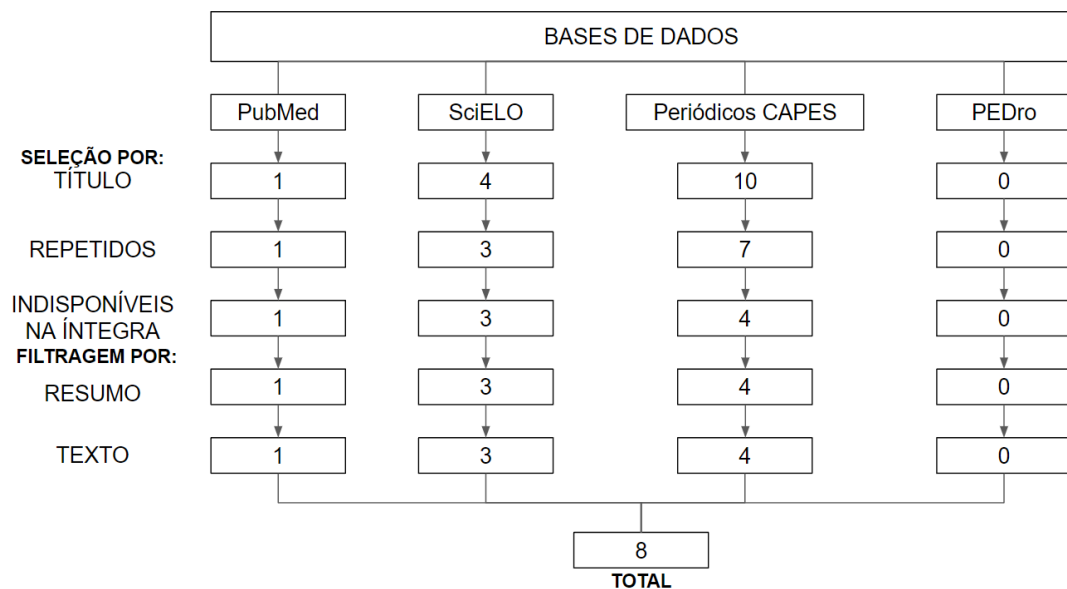 BASES DE DADOS
PubMed SciELO Periódicos CAPES PEDro
SELEÇÃO POR:
TÍTULO 1 4 10 0
REPETIDOS 1 3 7 0
INDISPONÍVEIS
NA ÍNTEGRA 1 3 4 0
FILTRAGEM POR:
RESUMO 1 3 4 0
TEXTO 1 3 4 0
8
TOTAL